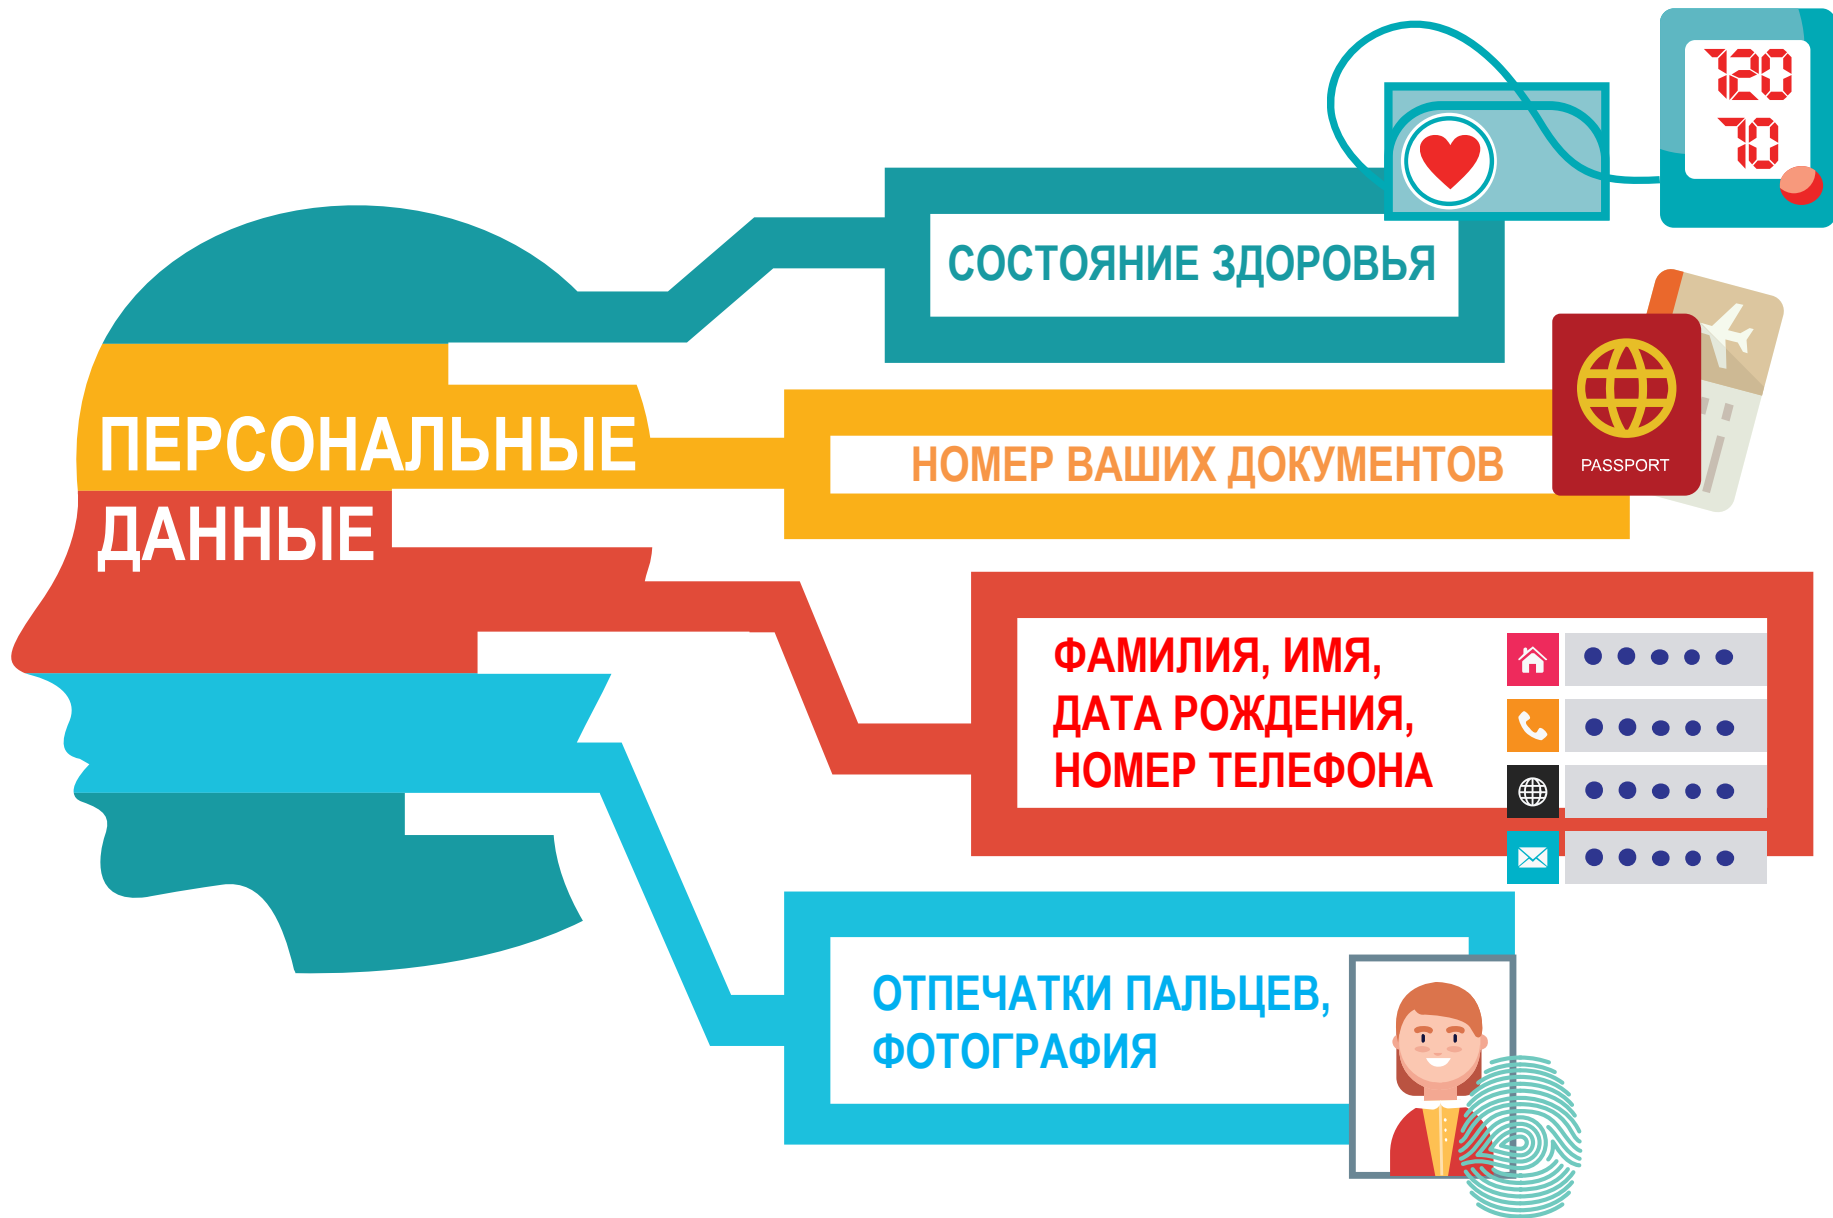 120
70
СОСТОЯНИЕ ЗДОРОВЬЯ
ПЕРСОНАЛЬНЫЕ
ДАННЫЕ
НОМЕР ВАШИХ ДОКУМЕНТОВ
PASSPORT
ФАМИЛИЯ, ИМЯ,
ДАТА РОЖДЕНИЯ,
НОМЕР ТЕЛЕФОНА
ОТПЕЧАТКИ ПАЛЬЦЕВ,
ФОТОГРАФИЯ